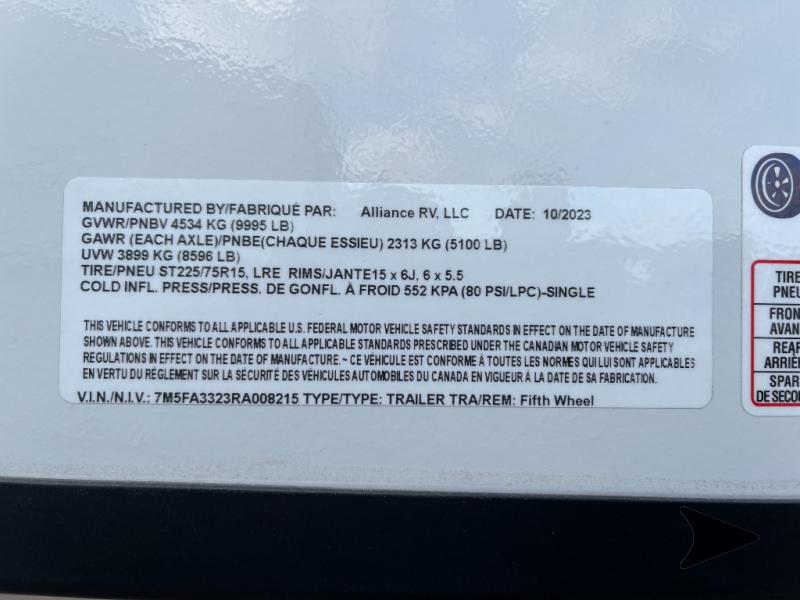 MANUFACTURED BY/FABRIQUÉ PAR: Alliance RV, LLC DATE: 10/2023
GVWR/PNBV 4534 KG (9995 LB)
GAWR (EACH AXLE)/PNBE(CHAQUE ESSIEU) 2313 KG (5100 LB)
UVW 3899 KG (8596 LB)
TIRE/PNEU ST225/75R15, LRE RIMS/JANTE15 x 6J, 6 x 5.5
COLD INFL. PRESS/PRESS. DE GONFL. À FROID 552 KPA (80 PSI/LPC)-SINGLE
THIS VEHICLE CONFORMS TO ALL APPLICABLE U.S. FEDERAL MOTOR VEHICLE SAFETY STANDARDS IN EFFECT ON THE DATE OF MANUFACTURE
SHOWN ABOVE. THIS VEHICLE CONFORMS TO ALL APPLICABLE STANDARDS PRESCRIBED UNDER THE CANADIAN MOTOR VEHICLE SAFETY
REGULATIONS IN EFFECT ON THE DATE OF MANUFACTURE. ~ CE VÉHICULE EST CONFORME À TOUTES LES NORMES QUI LUI SONT APPLICABLES
EN VERTU DU RÉGLEMENT SUR LA SÉCURITÉ DES VÉHICULES AUTOMOBILES DU CANADA EN VIGUEUR À LA DATE DE SA FABRICATION.
V.I.N./N.I.V.: 7M5FA3323RA008215 TYPE/TYPE: TRAILER TRA/REM: Fifth Wheel
TIRE
PNEU
FRON
AVAN
REAR
ARRIÈ
SPAR
DE SECOU